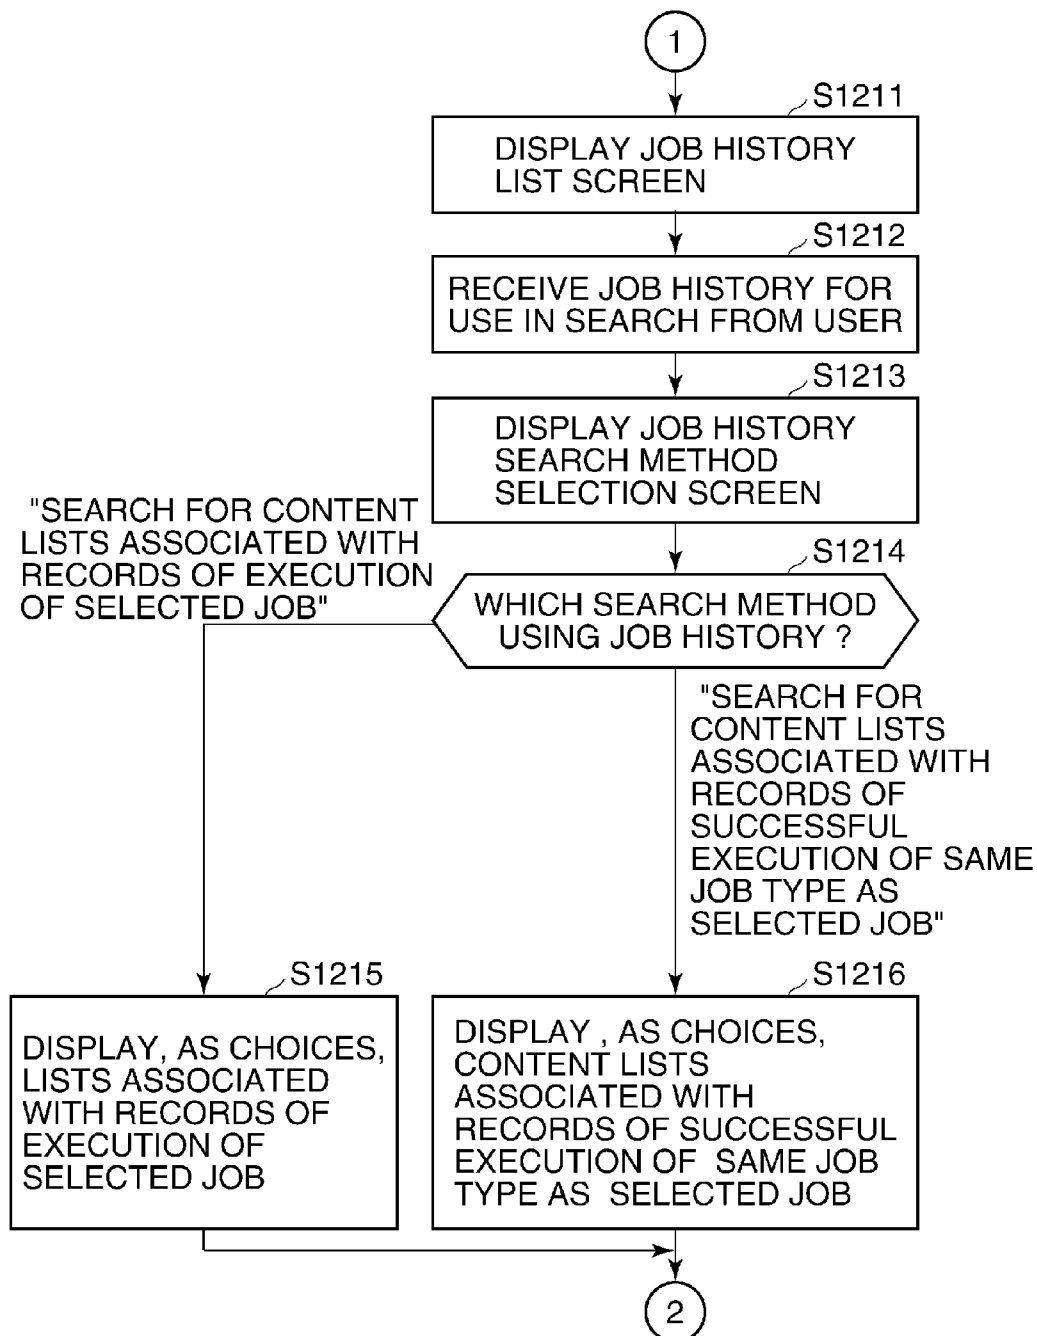 1
S1211
DISPLAY JOB HISTORY
LIST SCREEN
S1212
RECEIVE JOB HISTORY FOR
USE IN SEARCH FROM USER
S1213
DISPLAY JOB HISTORY
SEARCH METHOD
SELECTION SCREEN
"SEARCH FOR CONTENT
LISTS ASSOCIATED WITH
RECORDS OF EXECUTION
OF SELECTED JOB"
S1214
WHICH SEARCH METHOD
USING JOB HISTORY ?
"SEARCH FOR
CONTENT LISTS
ASSOCIATED WITH
RECORDS OF
SUCCESSFUL
EXECUTION OF SAME
JOB TYPE AS
SELECTED JOB"
S1215
DISPLAY, AS CHOICES,
LISTS ASSOCIATED
WITH RECORDS OF
EXECUTION OF
SELECTED JOB
S1216
DISPLAY , AS CHOICES,
CONTENT LISTS
ASSOCIATED WITH
RECORDS OF SUCCESSFUL
EXECUTION OF SAME JOB
TYPE AS SELECTED JOB
2